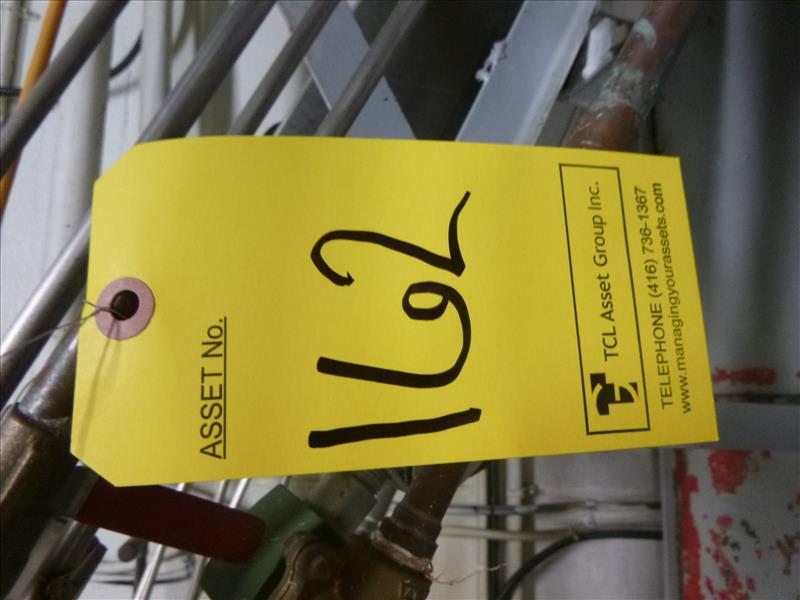 ASSET No.
162
TCL Asset Group Inc.
TELEPHONE (416) 736-1367
www.managingyourassets.com